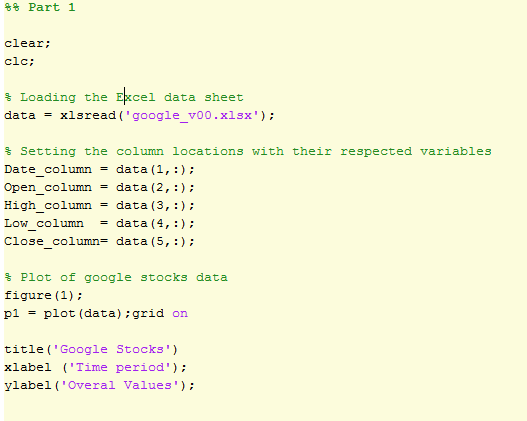 %% Part 1
clear;
clc;
% Loading the Excel data sheet
data = xlsread('google_v00.xlsx');
% Setting the column locations with their respected variables
Date_column = data(1,:);
Open_column = data(2,:);
High_column = data(3,:);
Low_column  = data(4,:);
Close_column= data(5,:);
% Plot of google stocks data
figure(1);
p1 = plot(data);grid on
title('Google Stocks')
xlabel ('Time period');
ylabel('Overal Values');